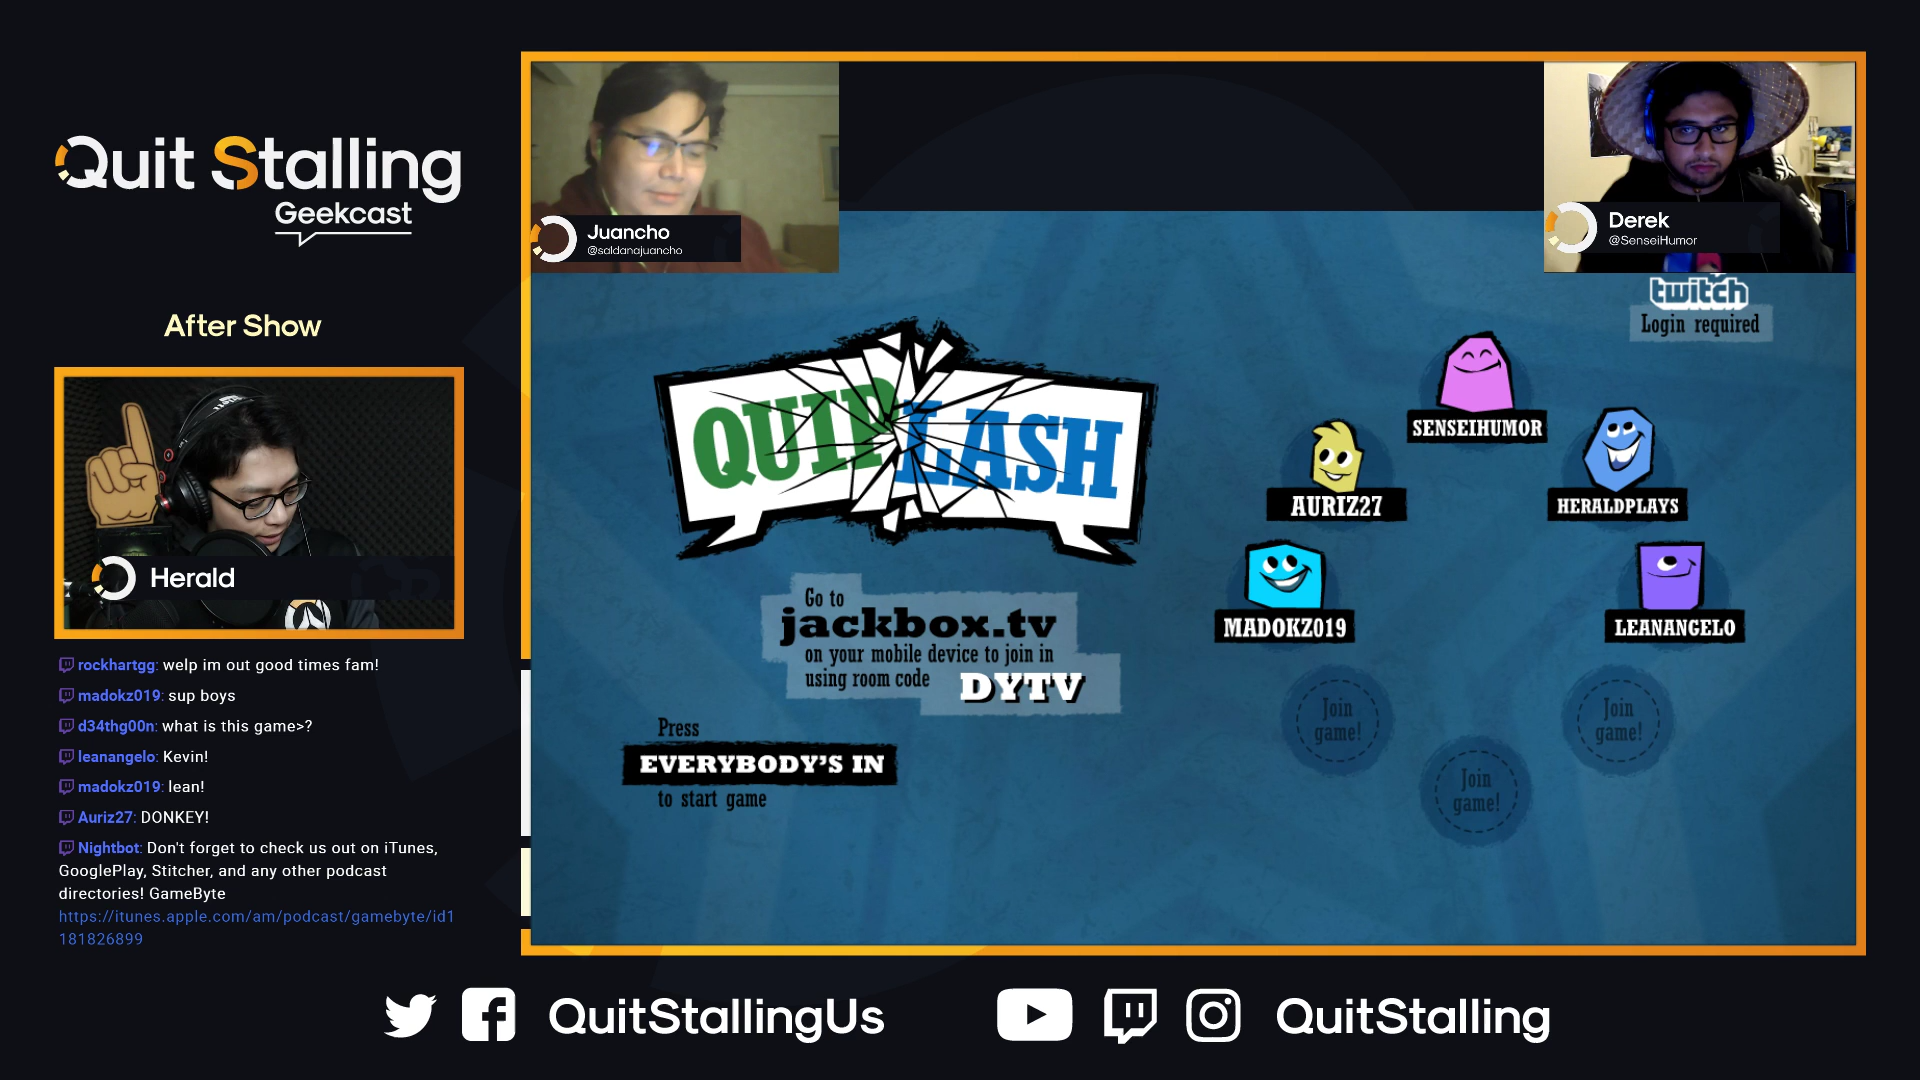 Quit Stalling
Geekcast
After Show
Herald
rockhartgg: welp im out good times fam!
madokz019: sup boys
d34thg00n: what is this game>?
leanangelo: Kevin!
madokz019: lean!
Auriz27: DONKEY!
Nightbot: Don't forget to check us out on iTunes,
GooglePlay, Stitcher, and any other podcast
directories! GameByte
https://itunes.apple.com/am/podcast/gamebyte/id1
181826899
Juancho
@saldanajuancho
Derek
@SenseiHumor
twitch
Login required
QUIPLASH
Go to
jackbox.tv
on your mobile device to join in
using room code DYTV
Press
EVERYBODY'S IN
to start game
SENSEIHUMOR
AURIZ27
HERALDPLAYS
MADOKZ019
LEANANGELO
Join
game!
Join
game!
Join
game!
QuitStallingUs
QuitStalling